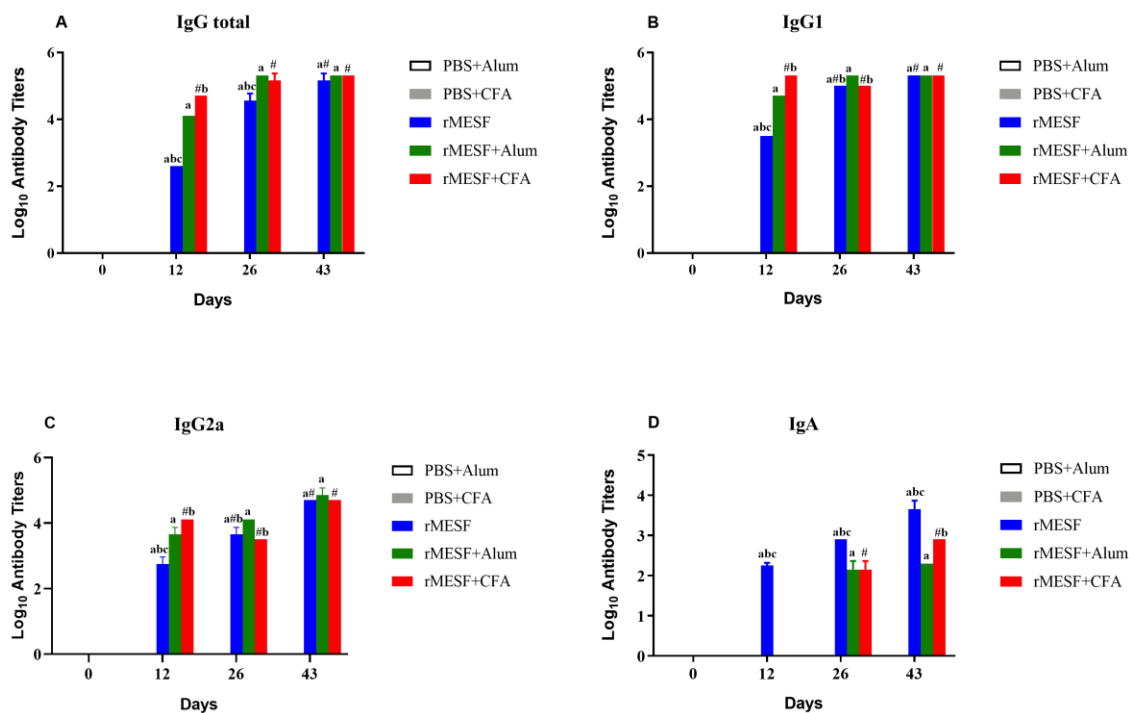 A
IgG total
6
4
2
0
Log10 Antibody Titers
abc
a
#b
abc
a
#
a#
a
#
0
12
26
43
Days
PBS+Alum
PBS+CFA
rMESF
rMESF+Alum
rMESF+CFA
B
IgG1
6
4
2
0
Log10 Antibody Titers
abc
a
#b
a#b
a
#b
a#
a
#
0
12
26
43
Days
PBS+Alum
PBS+CFA
rMESF
rMESF+Alum
rMESF+CFA
C
IgG2a
6
4
2
0
Log10 Antibody Titers
abc
a
#b
a#b
a
#b
a#
a
#
0
12
26
43
Days
PBS+Alum
PBS+CFA
rMESF
rMESF+Alum
rMESF+CFA
D
IgA
5
4
3
2
1
0
Log10 Antibody Titers
abc
abc
a
#
abc
a
#b
0
12
26
43
Days
PBS+Alum
PBS+CFA
rMESF
rMESF+Alum
rMESF+CFA